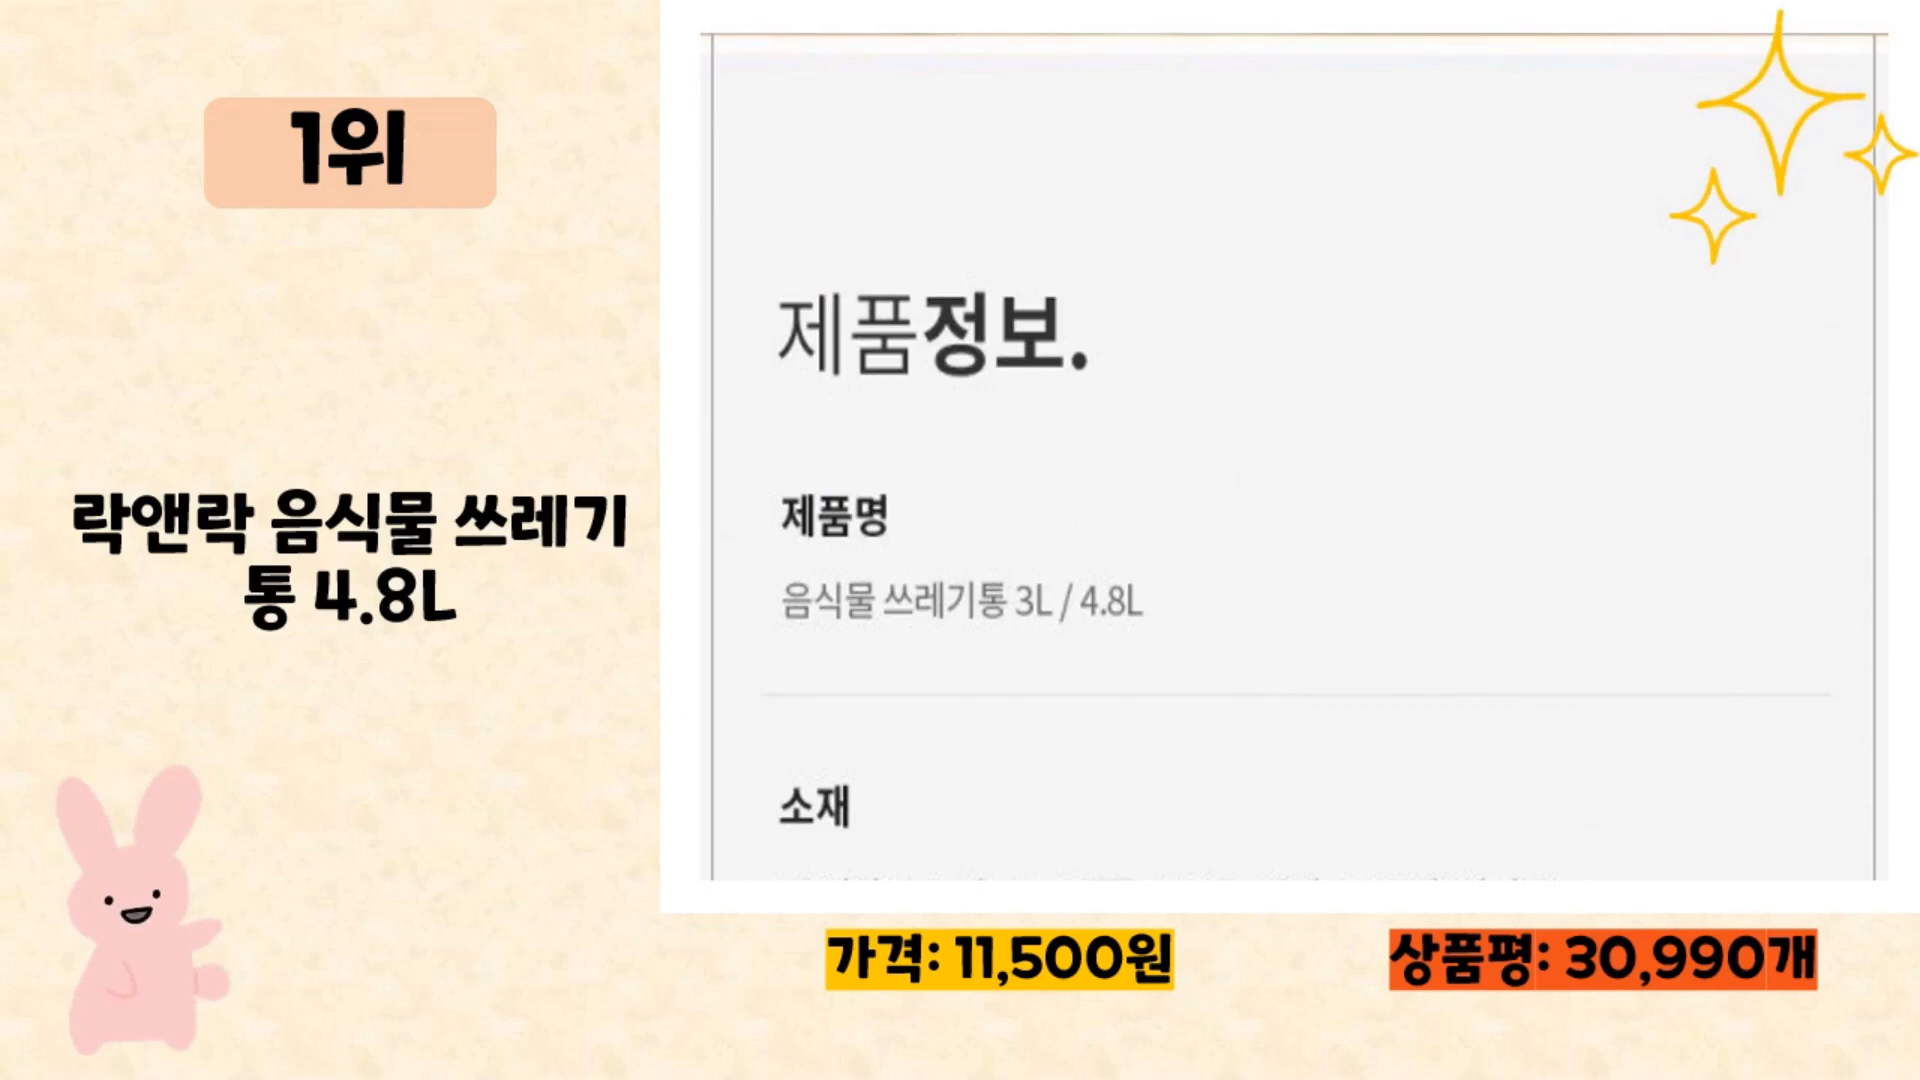 1위
락앤락 음식물 쓰레기
통 4.8L
제품정보.
제품명
음식물 쓰레기통 3L / 4.8L
소재
가격: 11,500원
상품평: 30,990개